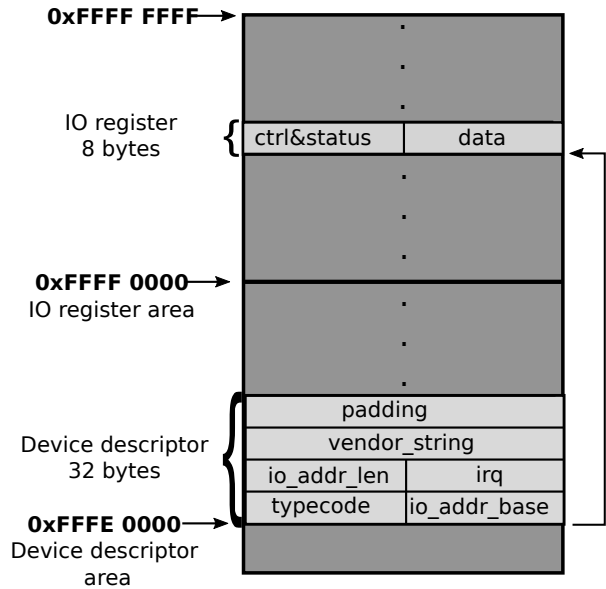 0xFFFF FFFF
IO register
8 bytes
ctrl&status
data
0xFFFF 0000
IO register area
padding
Device descriptor
32 bytes
vendor_string
io_addr_len
irq
typecode
io_addr_base
0xFFFE 0000
Device descriptor
area